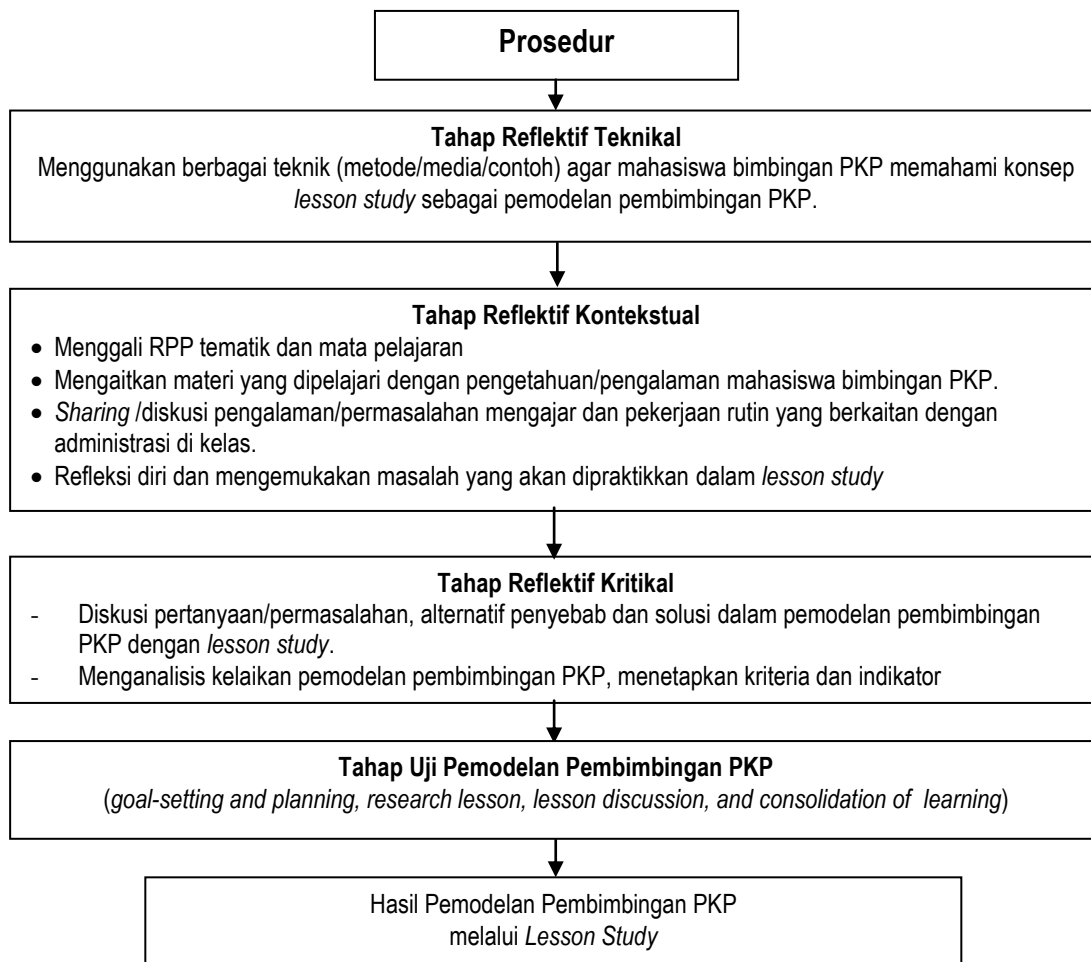 Prosedur
Tahap Reflektif Teknikal
Menggunakan berbagai teknik (metode/media/contoh) agar mahasiswa bimbingan PKP memahami konsep
lesson study sebagai pemodelan pembimbingan PKP.
Tahap Reflektif Kontekstual
• Menggali RPP tematik dan mata pelajaran
• Mengaitkan materi yang dipelajari dengan pengetahuan/pengalaman mahasiswa bimbingan PKP.
• Sharing /diskusi pengalaman/permasalahan mengajar dan pekerjaan rutin yang berkaitan dengan
administrasi di kelas.
• Refleksi diri dan mengemukakan masalah yang akan dipraktikkan dalam lesson study
Tahap Reflektif Kritikal
- Diskusi pertanyaan/permasalahan, alternatif penyebab dan solusi dalam pemodelan pembimbingan
PKP dengan lesson study.
- Menganalisis kelaikan pemodelan pembimbingan PKP, menetapkan kriteria dan indikator
Tahap Uji Pemodelan Pembimbingan PKP
(goal-setting and planning, research lesson, lesson discussion, and consolidation of learning)
Hasil Pemodelan Pembimbingan PKP
melalui Lesson Study